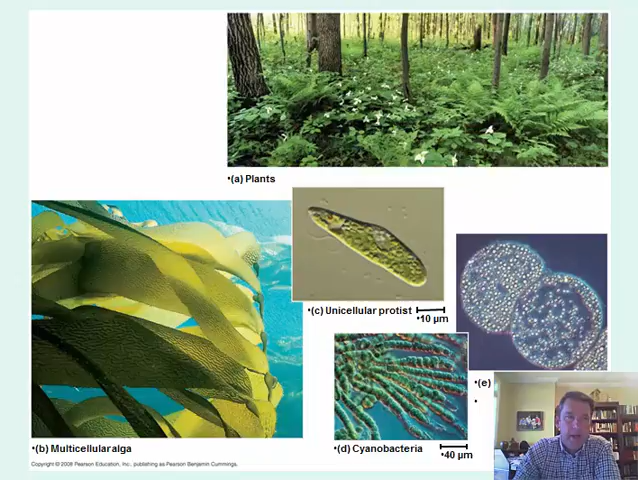 •(a) Plants
•(c) Unicellular protist
•10 µm
•(e)
•
•(b) Multicellular alga
•(d) Cyanobacteria
•40 µm
Copyright © 2008 Pearson Education, Inc. publishing as Pearson Benjamin Cummings.